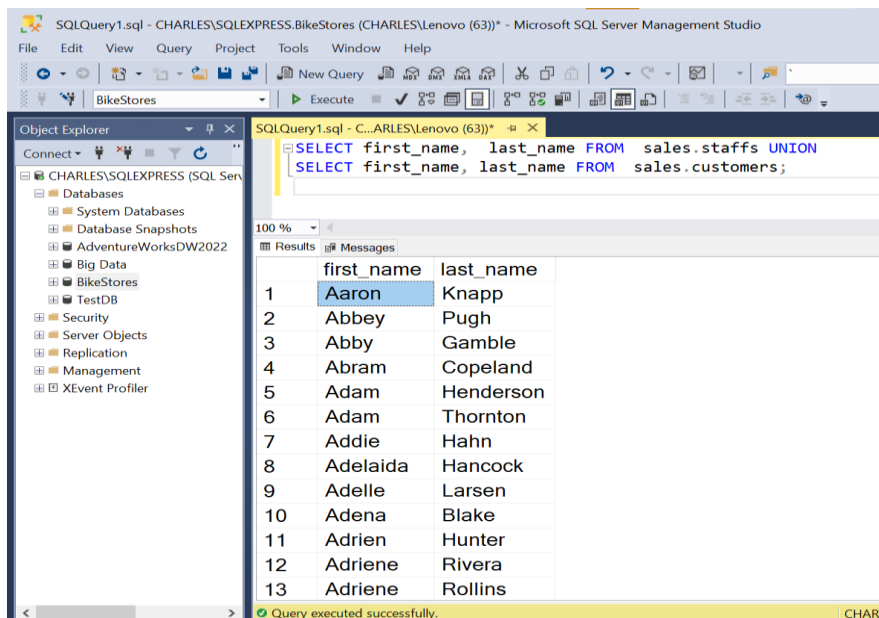 SQLQuery1.sql - CHARLES\SQLEXPRESS.BikeStores (CHARLES\Lenovo (63))* - Microsoft SQL Server Management Studio
File Edit View Query Project Tools Window Help
New Query MDX DMX XMLA DAX
BikeStores Execute
Object Explorer
Connect
CHARLES\SQLEXPRESS (SQL Serv
Databases
System Databases
Database Snapshots
AdventureWorksDW2022
Big Data
BikeStores
TestDB
Security
Server Objects
Replication
Management
XEvent Profiler
SQLQuery1.sql - C...ARLES\Lenovo (63))*
SELECT first_name, last_name FROM sales.staffs UNION
SELECT first_name, last_name FROM sales.customers;
100 %
Results Messages
first_name last_name
1 Aaron Knapp
2 Abbey Pugh
3 Abby Gamble
4 Abram Copeland
5 Adam Henderson
6 Adam Thornton
7 Addie Hahn
8 Adelaida Hancock
9 Adelle Larsen
10 Adena Blake
11 Adrien Hunter
12 Adriene Rivera
13 Adriene Rollins
Query executed successfully. CHAR